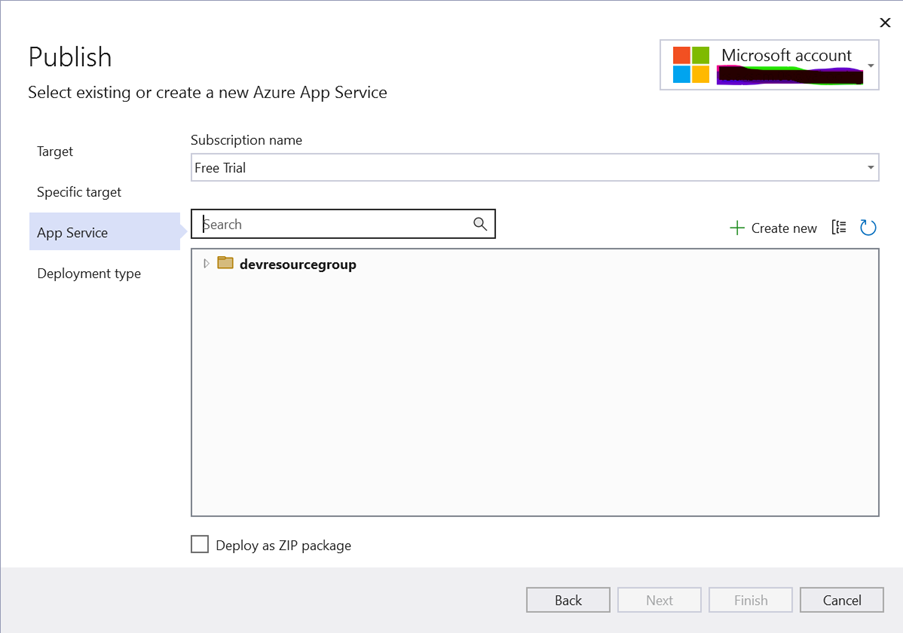 Publish
Select existing or create a new Azure App Service
Microsoft account
Target
Specific target
App Service
Deployment type
Subscription name
Free Trial
Search
Create new
devresourcegroup
Deploy as ZIP package
Back
Next
Finish
Cancel